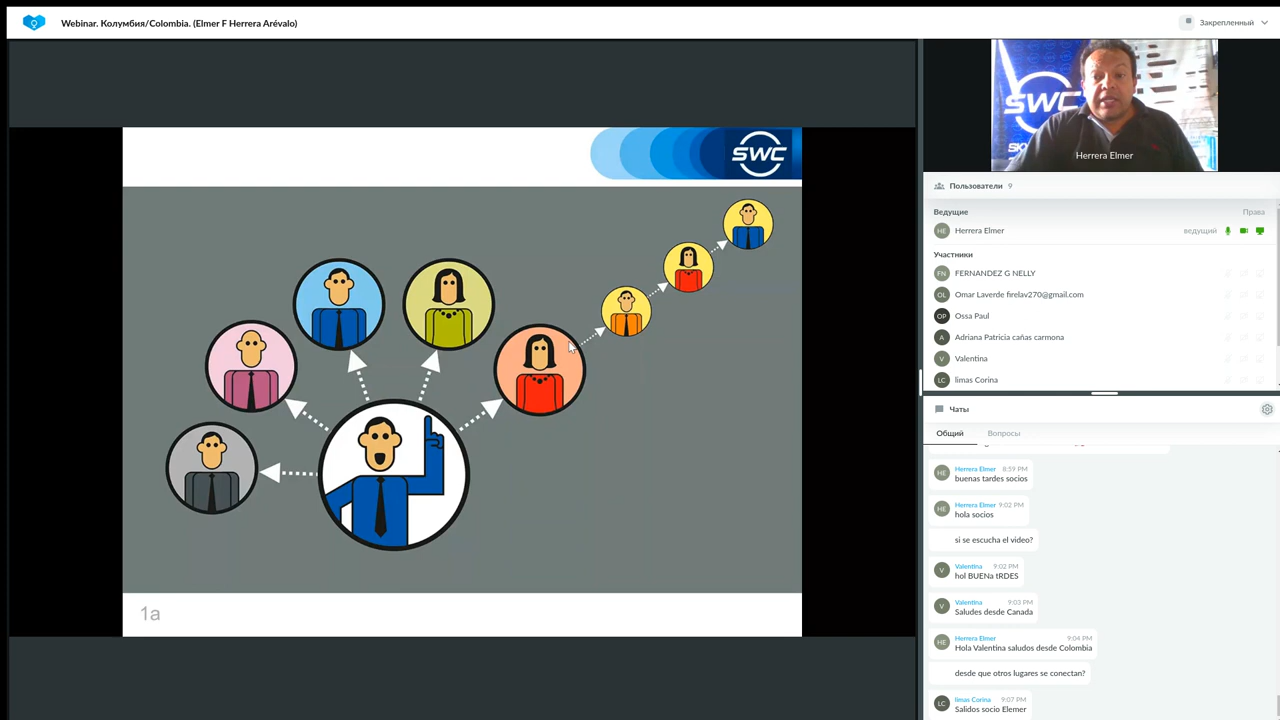 Webinar. Колумбия/Colombia. (Elmer F Herrera Arévalo)
Закрепленный
SWC
1a
SWC
SK
Herrera Elmer
Пользователи 9
Ведущие Права
HE Herrera Elmer ведущий
Участники
FN FERNANDEZ G NELLY
OL Omar Laverde firelav270@gmail.com
OP Ossa Paul
A Adriana Patricia cañas carmona
V Valentina
LC limas Corina
Чаты
Общий Вопросы
HE Herrera Elmer 8:59 PM
buenas tardes socios
HE Herrera Elmer 9:02 PM
hola socios
si se escucha el video?
V Valentina 9:02 PM
hol BUENa tRDES
V Valentina 9:03 PM
Saludes desde Canada
HE Herrera Elmer 9:04 PM
Hola Valentina saludos desde Colombia
desde que otros lugares se conectan?
LC limas Corina 9:07 PM
Salidos socio Elemer